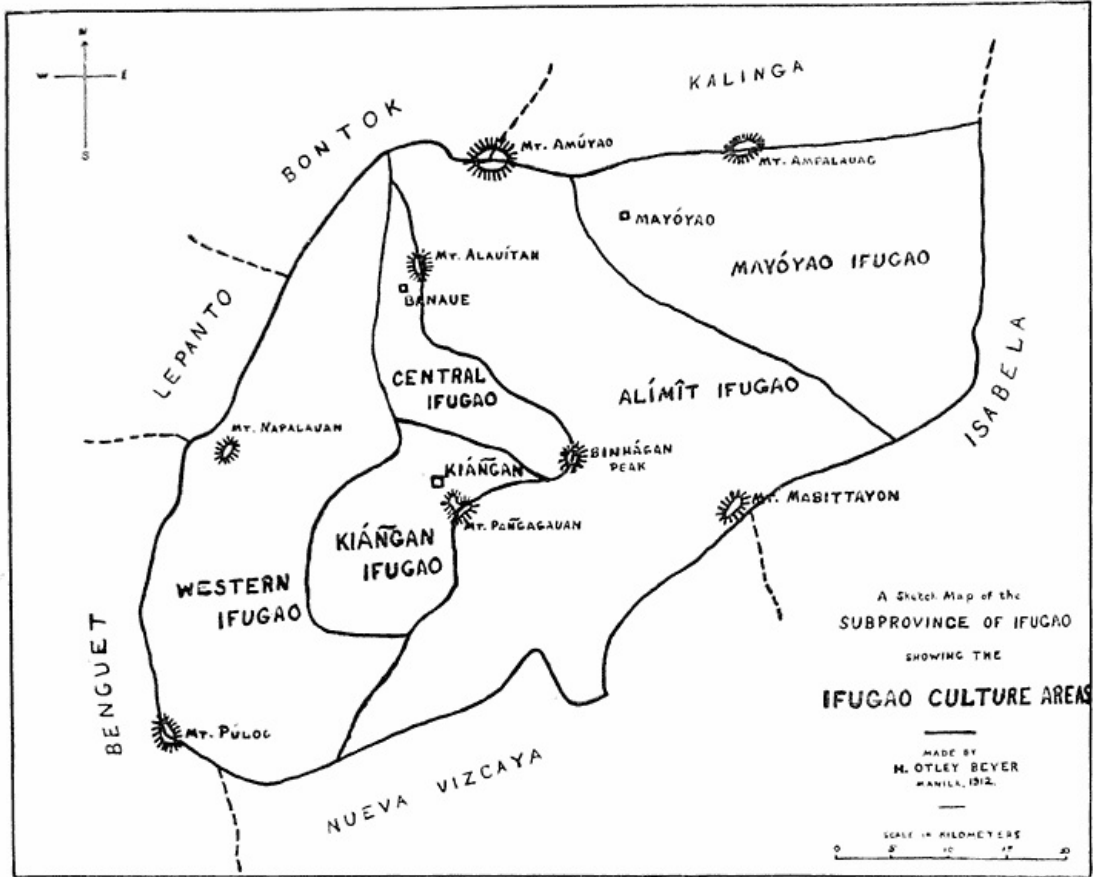 N
W E
S
KALINGA
BONTOK
MT. AMÚYAO
MT. AMPALAUAG
MAYÓYAO
MT. ALAUÍTAN
MAYÓYAO IFUGAO
BANAUE
LEPANTO
ISABELA
CENTRAL
IFUGAO
ALÍMÎT IFUGAO
MT. NAPALAUAN
BINHÁGAN
PEAK
KIÁÑGAN
MT. MABITTAYON
MT. PAÑGAGAUAN
KIÁÑGAN
IFUGAO
WESTERN
IFUGAO
BENGUET
MT. PÚLOG
NUEVA VIZCAYA
A Sketch Map of the
SUBPROVINCE OF IFUGAO
SHOWING THE
IFUGAO CULTURE AREAS
MADE BY
H. OTLEY BEYER
MANILA, 1912.
SCALE IN KILOMETERS
0 5 10 15 20